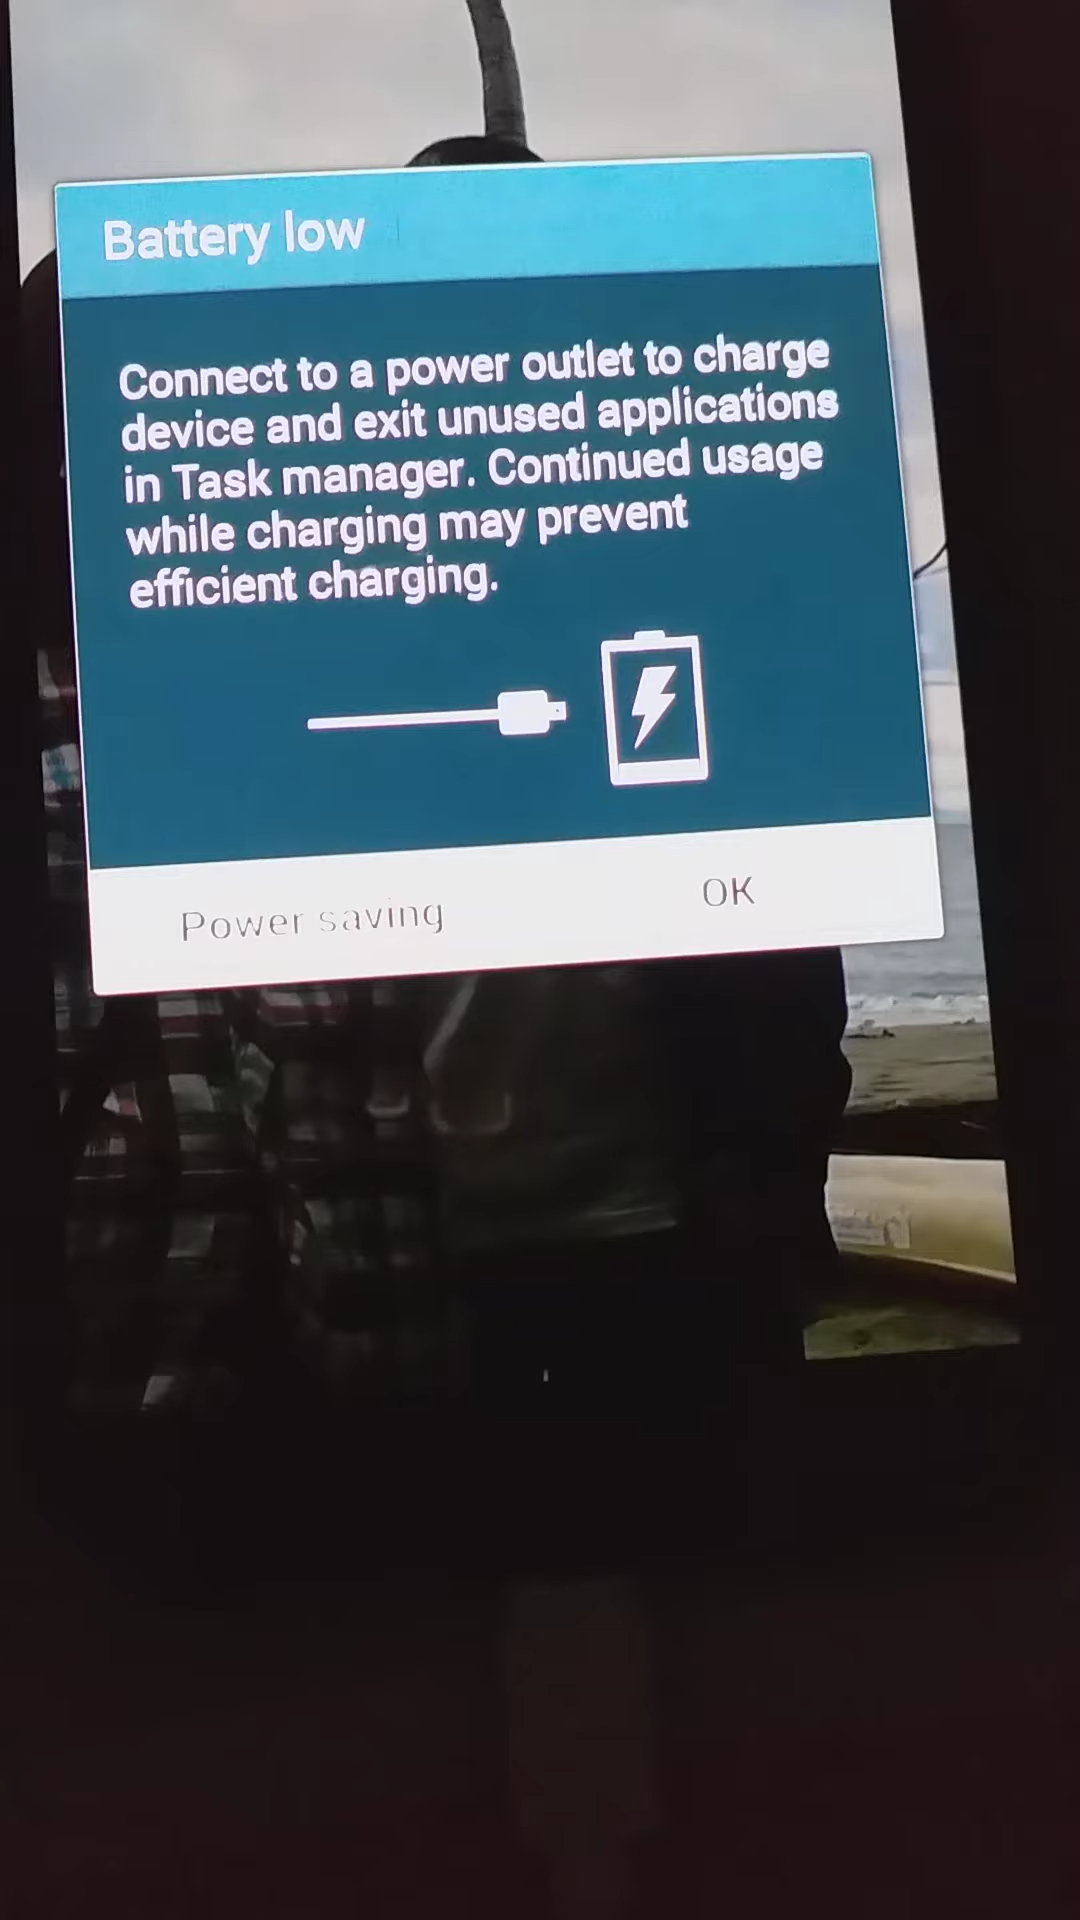 Battery low
Connect to a power outlet to charge
device and exit unused applications
in Task manager. Continued usage
while charging may prevent
efficient charging.
Power saving
OK